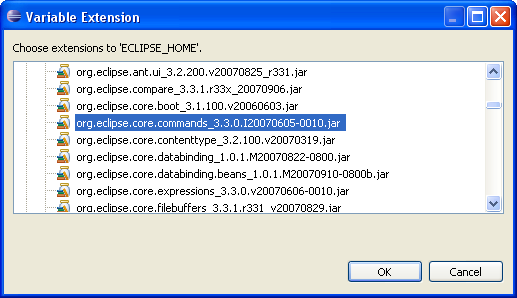 Variable Extension
Choose extensions to 'ECLIPSE_HOME'.
org.eclipse.ant.ui_3.2.200.v20070825_r331.jar
org.eclipse.compare_3.3.1.r33x_20070906.jar
org.eclipse.core.boot_3.1.100.v20060603.jar
org.eclipse.core.commands_3.3.0.I20070605-0010.jar
org.eclipse.core.contenttype_3.2.100.v20070319.jar
org.eclipse.core.databinding_1.0.1.M20070822-0800.jar
org.eclipse.core.databinding.beans_1.0.1.M20070910-0800b.jar
org.eclipse.core.expressions_3.3.0.v20070606-0010.jar
org.eclipse.core.filebuffers_3.3.1.r331_v20070829.jar
OK Cancel